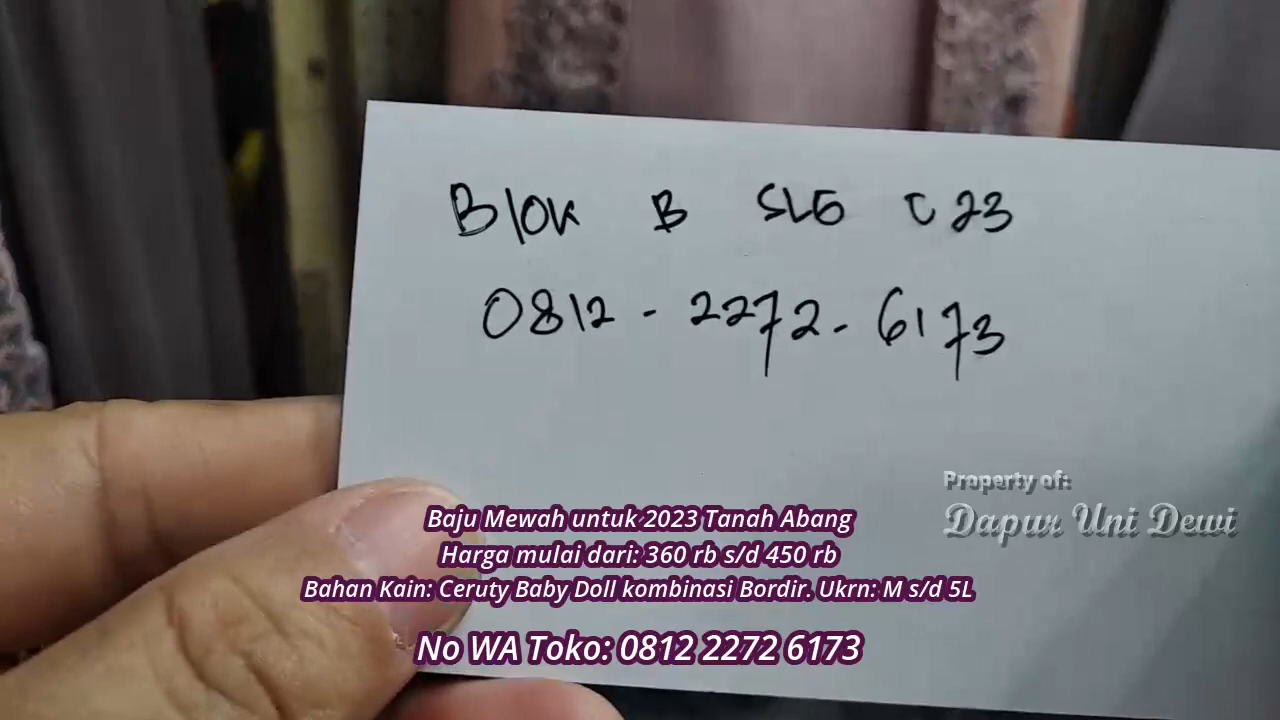 Blok B SLG C23
0812 - 2272 - 6173
Property of:
Dapur Uni Dewi
Baju Mewah untuk 2023 Tanah Abang
Harga mulai dari: 360 rb s/d 450 rb
Bahan Kain: Ceruty Baby Doll kombinasi Bordir. Ukrn: M s/d 5L
No WA Toko: 0812 2272 6173